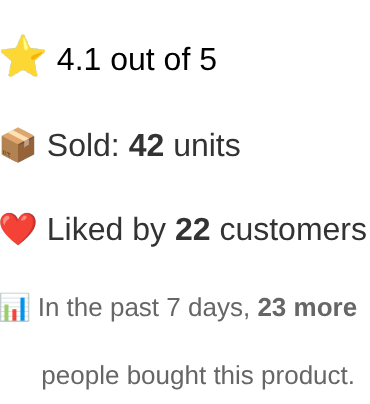 ⭐ 4.1 out of 5
📦 Sold: 42 units
❤️ Liked by 22 customers
📊 In the past 7 days, 23 more
people bought this product.